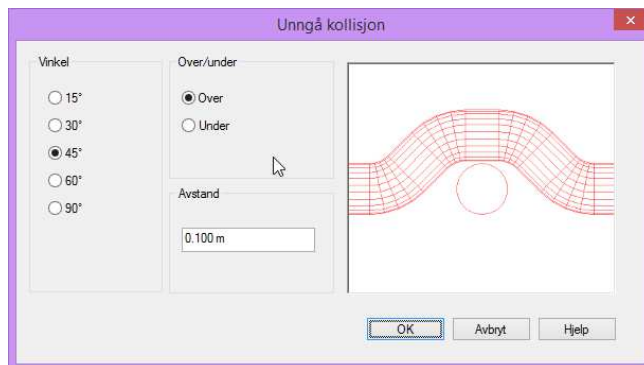 Unngå kollisjon
Vinkel
15°
30°
45°
60°
90°
Over/under
Over
Under
Avstand
0.100 m
OK
Avbryt
Hjelp